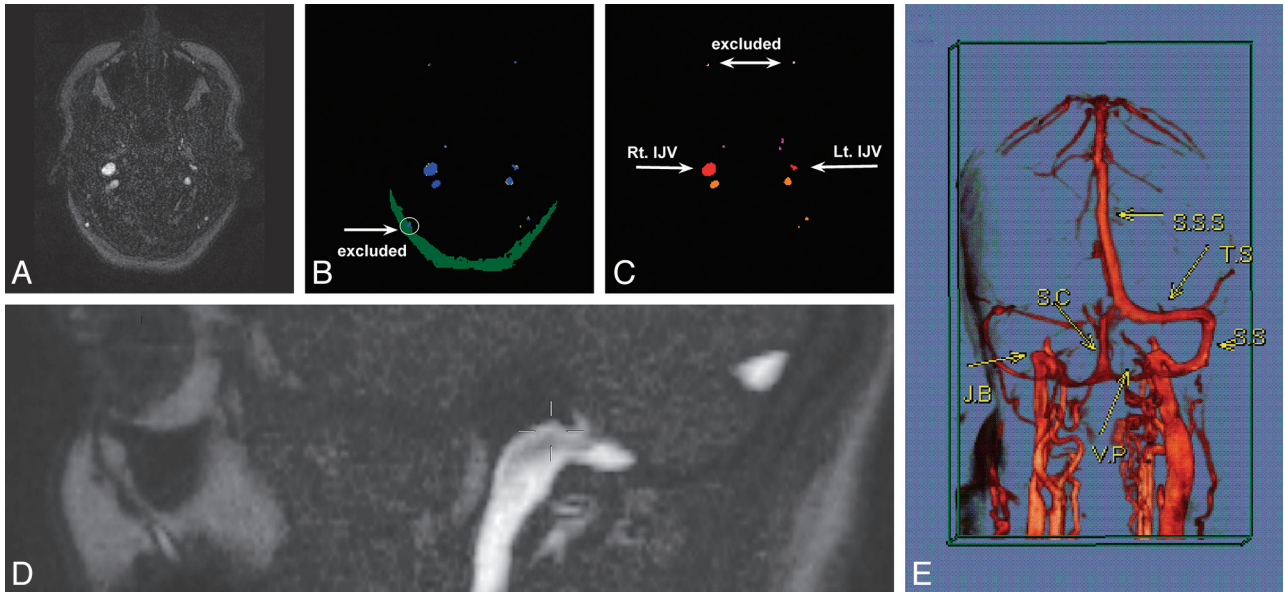 A
B
excluded
C
excluded
Rt. IJV
Lt. IJV
D
E
S.S.S
T.S
S.C
S.S
J.B
V.P